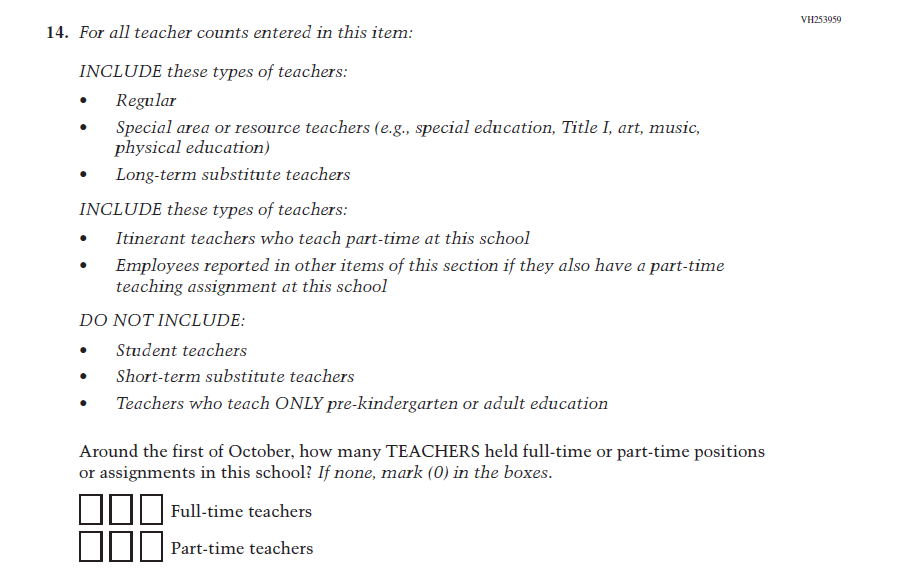 VH253959
14. For all teacher counts entered in this item:
INCLUDE these types of teachers:
• Regular
• Special area or resource teachers (e.g., special education, Title I, art, music,
physical education)
• Long-term substitute teachers
INCLUDE these types of teachers:
• Itinerant teachers who teach part-time at this school
• Employees reported in other items of this section if they also have a part-time
teaching assignment at this school
DO NOT INCLUDE:
• Student teachers
• Short-term substitute teachers
• Teachers who teach ONLY pre-kindergarten or adult education
Around the first of October, how many TEACHERS held full-time or part-time positions
or assignments in this school? If none, mark (0) in the boxes.
Full-time teachers
Part-time teachers